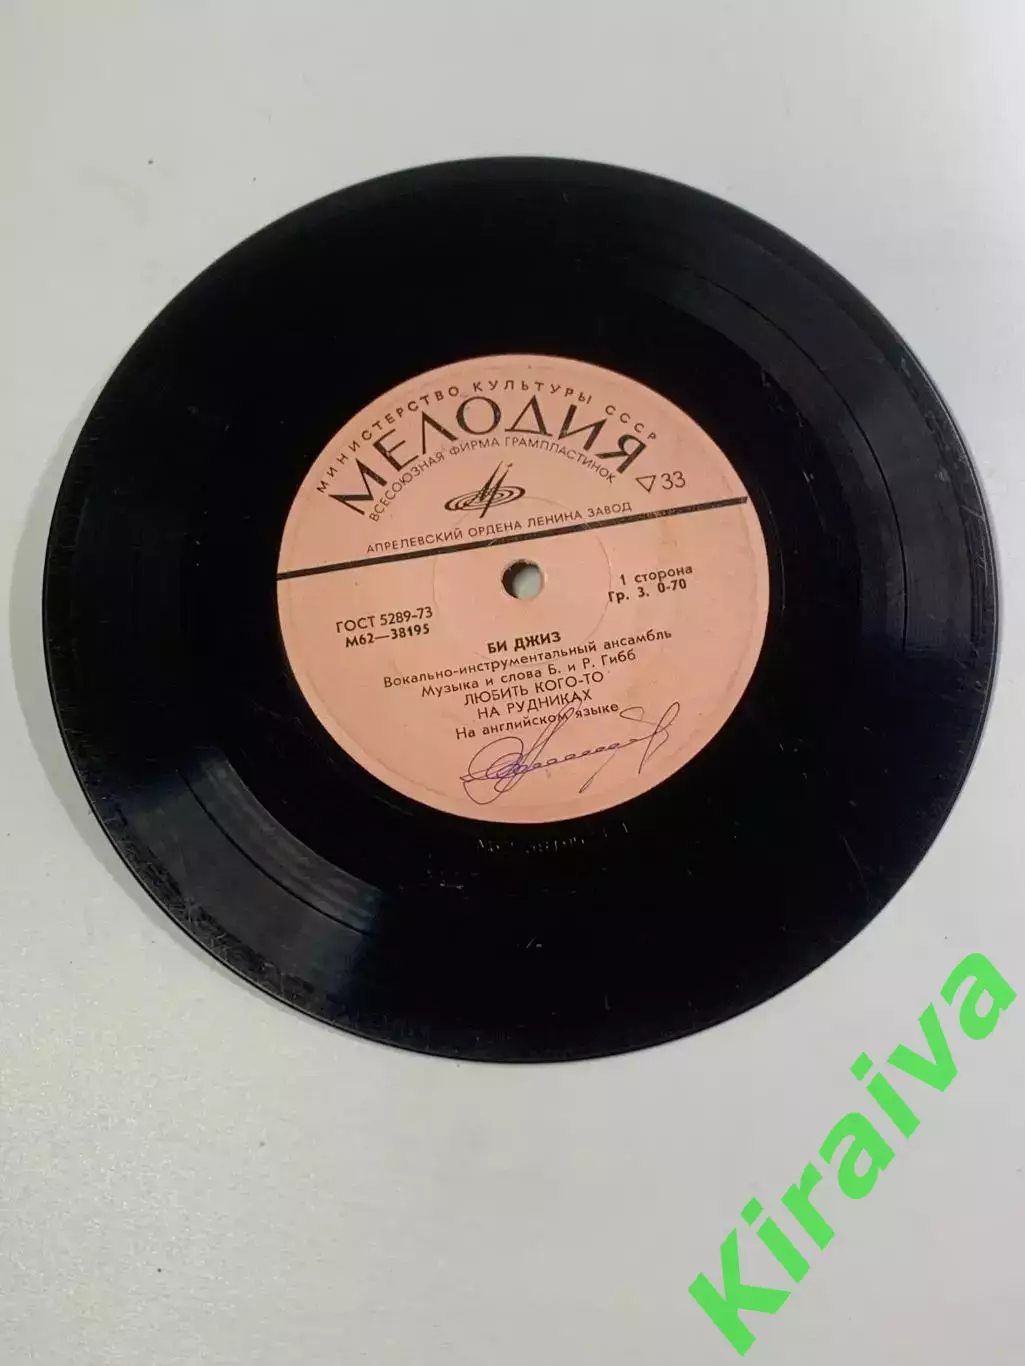 МИНИСТЕРСТВО КУЛЬТУРЫ СССР
МЕЛОДИЯ
ВСЕСОЮЗНАЯ ФИРМА ГРАМПЛАСТИНОК
▽33
АПРЕЛЕВСКИЙ ОРДЕНА ЛЕНИНА ЗАВОД
ГОСТ 5289-73
М62—38195
1 сторона
Гр. 3. 0-70
БИ ДЖИЗ
Вокально-инструментальный ансамбль
Музыка и слова Б. и Р. Гибб
ЛЮБИТЬ КОГО-ТО
НА РУДНИКАХ
На английском языке
Kiraiva